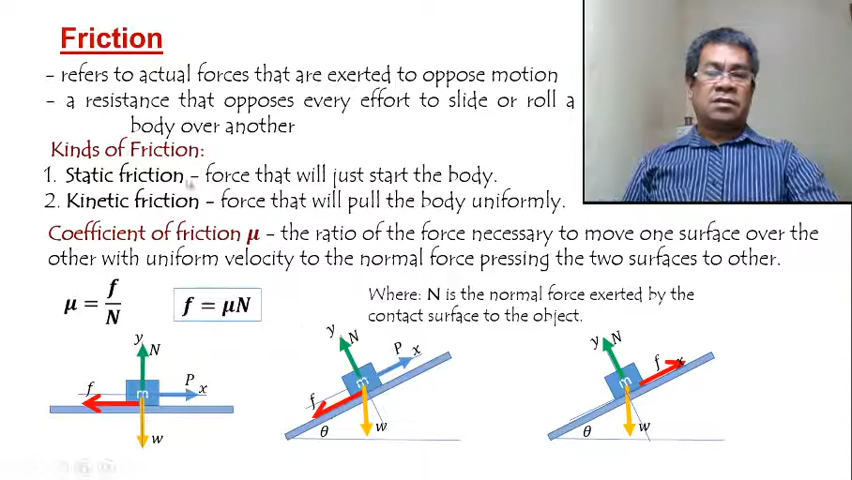 Friction
- refers to actual forces that are exerted to oppose motion
- a resistance that opposes every effort to slide or roll a
body over another
Kinds of Friction:
1. Static friction - force that will just start the body.
2. Kinetic friction - force that will pull the body uniformly.
Coefficient of friction μ - the ratio of the force necessary to move one surface over the
other with uniform velocity to the normal force pressing the two surfaces to other.
μ = f/N
f = μN
Where: N is the normal force exerted by the
contact surface to the object.
y N f m P x w
y N P x m f w θ
y N f x m w θ